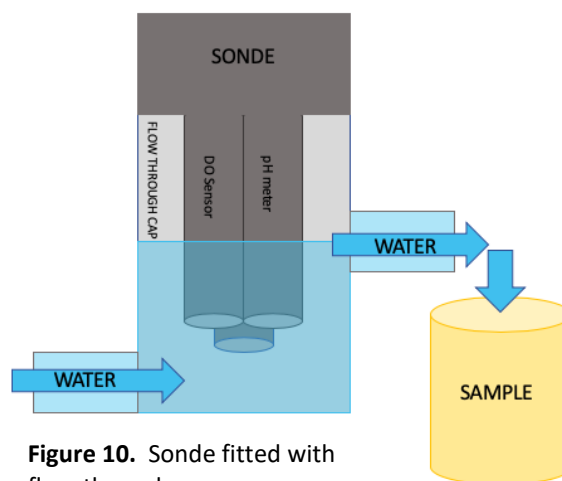 SONDE
FLOW THROUGH CAP
DO Sensor
pH meter
WATER
WATER
SAMPLE
Figure 10. Sonde fitted with